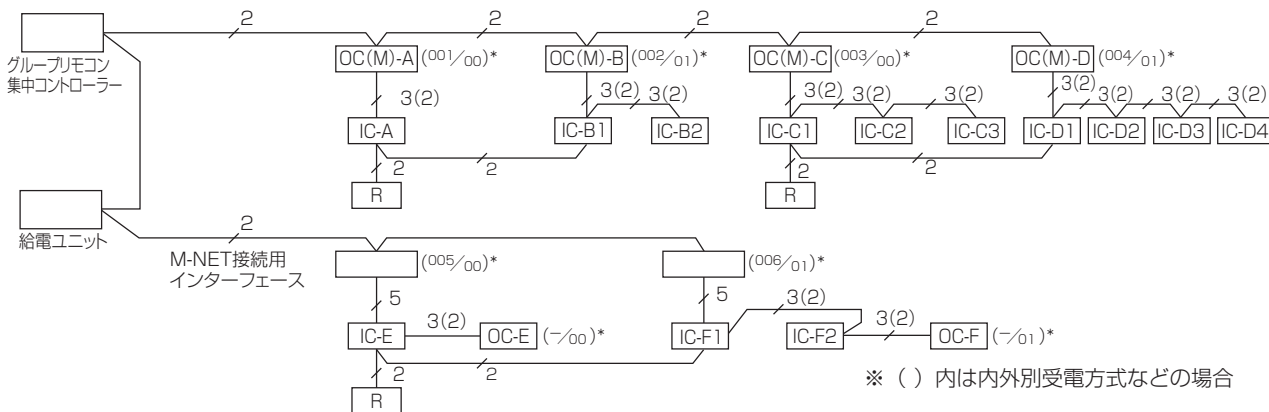 2
2
2
2
グループリモコン
集中コントローラー
OC(M)-A (001/00)*
OC(M)-B (002/01)*
OC(M)-C (003/00)*
OC(M)-D (004/01)*
3(2)
3(2)
3(2)
3(2)
3(2)
3(2)
3(2)
3(2)
3(2)
3(2)
IC-A
IC-B1
IC-B2
IC-C1
IC-C2
IC-C3
IC-D1
IC-D2
IC-D3
IC-D4
2
2
2
2
R
R
給電ユニット
2
M-NET接続用
インターフェース
(005/00)*
(006/01)*
5
5
3(2)
IC-E
3(2)
OC-E
(−/00)*
IC-F1
IC-F2
3(2)
OC-F
(−/01)*
2
2
R
※ ( ) 内は内外別受電方式などの場合